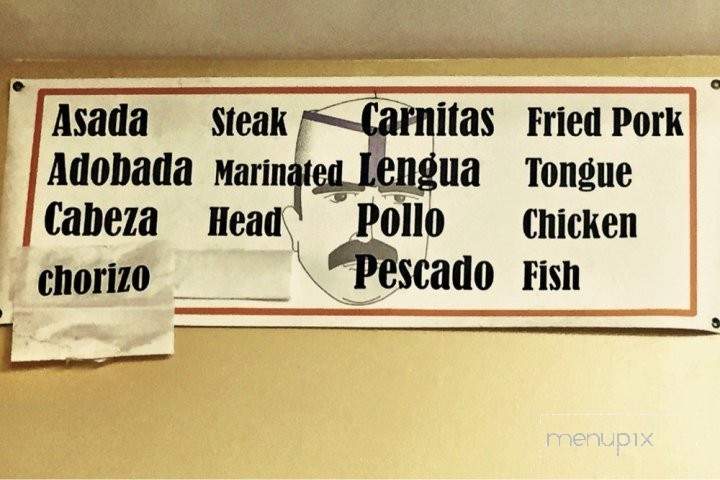 Asada Steak Carnitas Fried Pork
Adobada Marinated Lengua Tongue
Cabeza Head Pollo Chicken
chorizo Pescado Fish
menupix